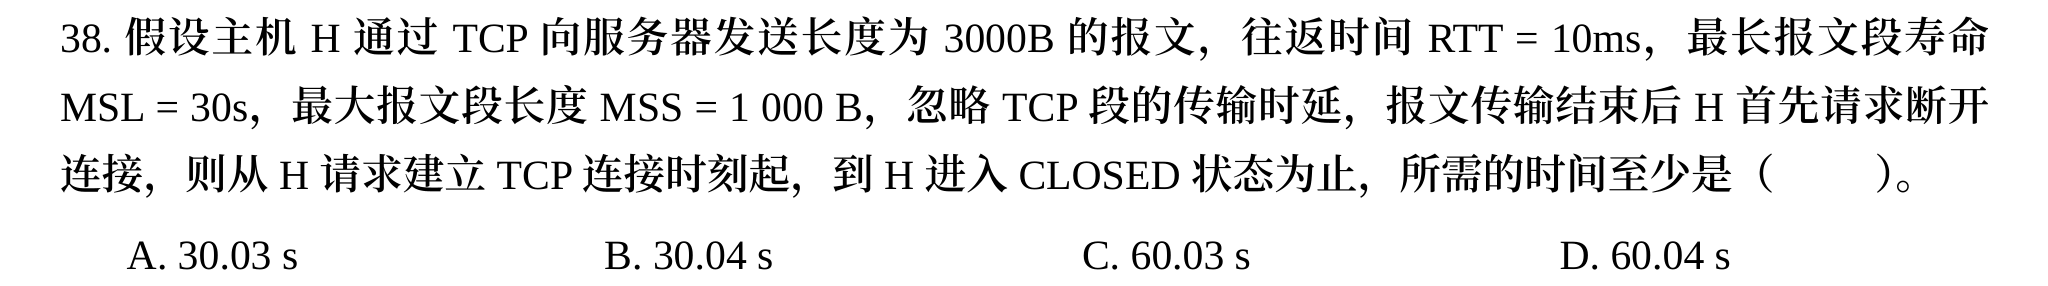 38. 假设主机 H 通过 TCP 向服务器发送长度为 3000B 的报文，往返时间 RTT = 10ms，最长报文段寿命
MSL = 30s，最大报文段长度 MSS = 1 000 B，忽略 TCP 段的传输时延，报文传输结束后 H 首先请求断开
连接，则从 H 请求建立 TCP 连接时刻起，到 H 进入 CLOSED 状态为止，所需的时间至少是（　　）。
A. 30.03 s B. 30.04 s C. 60.03 s D. 60.04 s